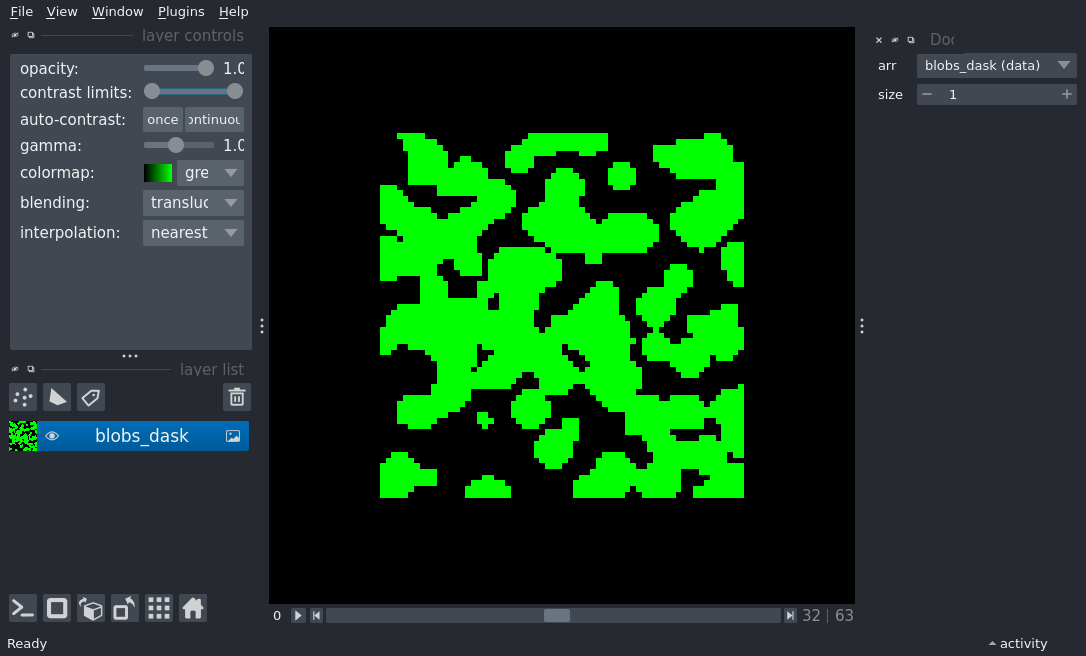 File View Window Plugins Help
layer controls
opacity: 1.0
contrast limits:
auto-contrast: once ontinuou
gamma: 1.0
colormap: gre
blending: transluc
interpolation: nearest
layer list
blobs_dask
0 32 | 63
Ready
Doc
arr blobs_dask (data)
size 1
activity